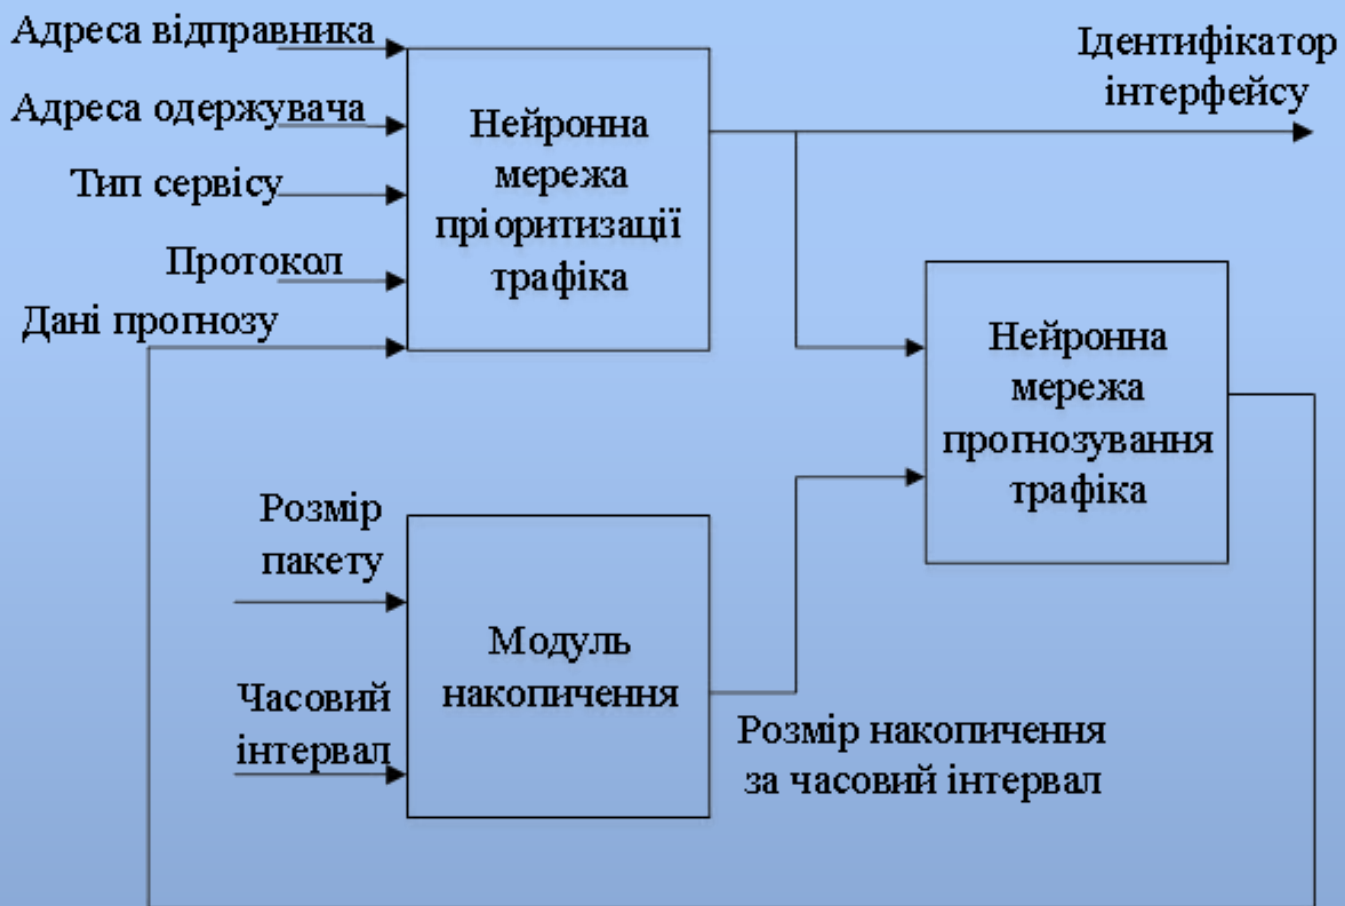 Адреса відправника
Адреса одержувача
Тип сервісу
Протокол
Дані прогнозу
Нейронна
мережа
пріоритизації
трафіка
Ідентифікатор
інтерфейсу
Нейронна
мережа
прогнозування
трафіка
Розмір
пакету
Часовий
інтервал
Модуль
накопичення
Розмір накопичення
за часовий інтервал